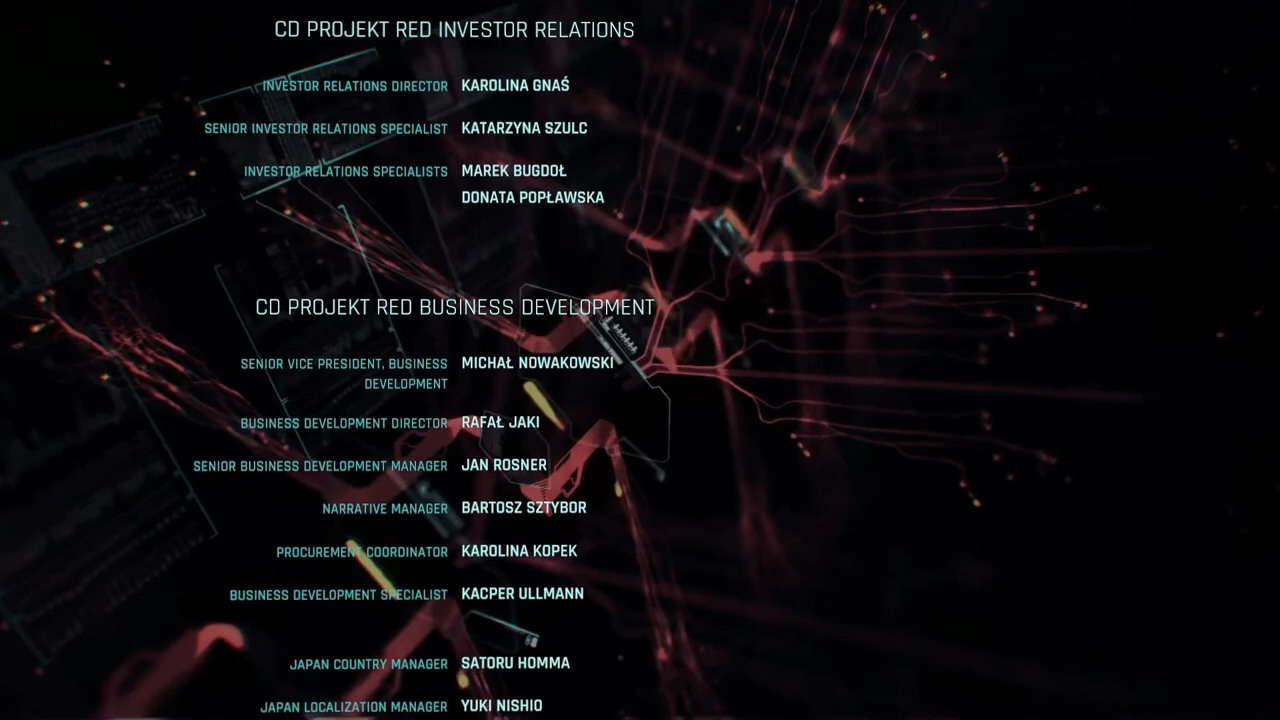 CD PROJEKT RED INVESTOR RELATIONS
INVESTOR RELATIONS DIRECTOR KAROLINA GNAŚ
SENIOR INVESTOR RELATIONS SPECIALIST KATARZYNA SZULC
INVESTOR RELATIONS SPECIALISTS MAREK BUGDOŁ
DONATA POPŁAWSKA
CD PROJEKT RED BUSINESS DEVELOPMENT
SENIOR VICE PRESIDENT, BUSINESS MICHAŁ NOWAKOWSKI
DEVELOPMENT
BUSINESS DEVELOPMENT DIRECTOR RAFAŁ JAKI
SENIOR BUSINESS DEVELOPMENT MANAGER JAN ROSNER
NARRATIVE MANAGER BARTOSZ SZTYBOR
PROCUREMENT COORDINATOR KAROLINA KOPEK
BUSINESS DEVELOPMENT SPECIALIST KACPER ULLMANN
JAPAN COUNTRY MANAGER SATORU HOMMA
JAPAN LOCALIZATION MANAGER YUKI NISHIO